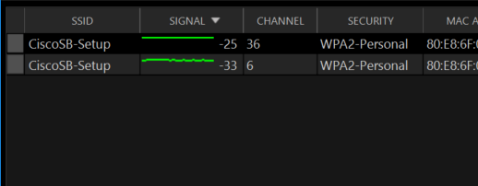 SSID SIGNAL ▼ CHANNEL SECURITY MAC A
CiscoSB-Setup -25 36 WPA2-Personal 80:E8:6F:
CiscoSB-Setup -33 6 WPA2-Personal 80:E8:6F: